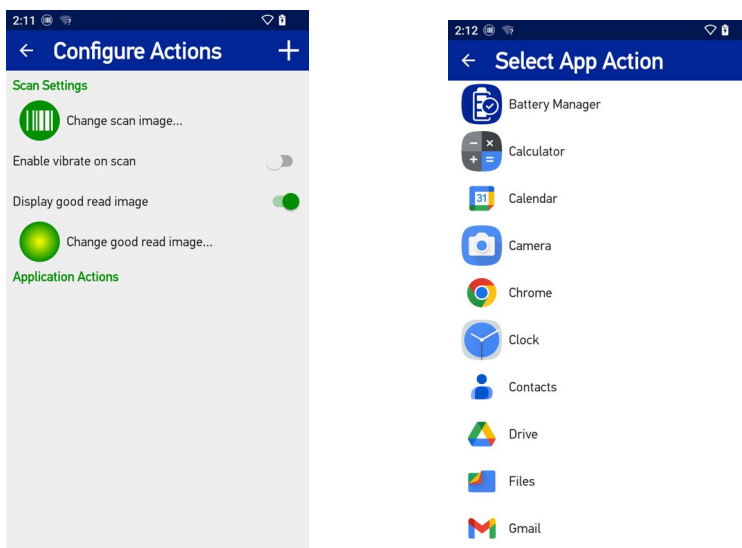 2:11
Configure Actions
Scan Settings
Change scan image...
Enable vibrate on scan
Display good read image
Change good read image...
Application Actions
2:12
Select App Action
Battery Manager
Calculator
31
Calendar
Camera
Chrome
Clock
Contacts
Drive
Files
Gmail